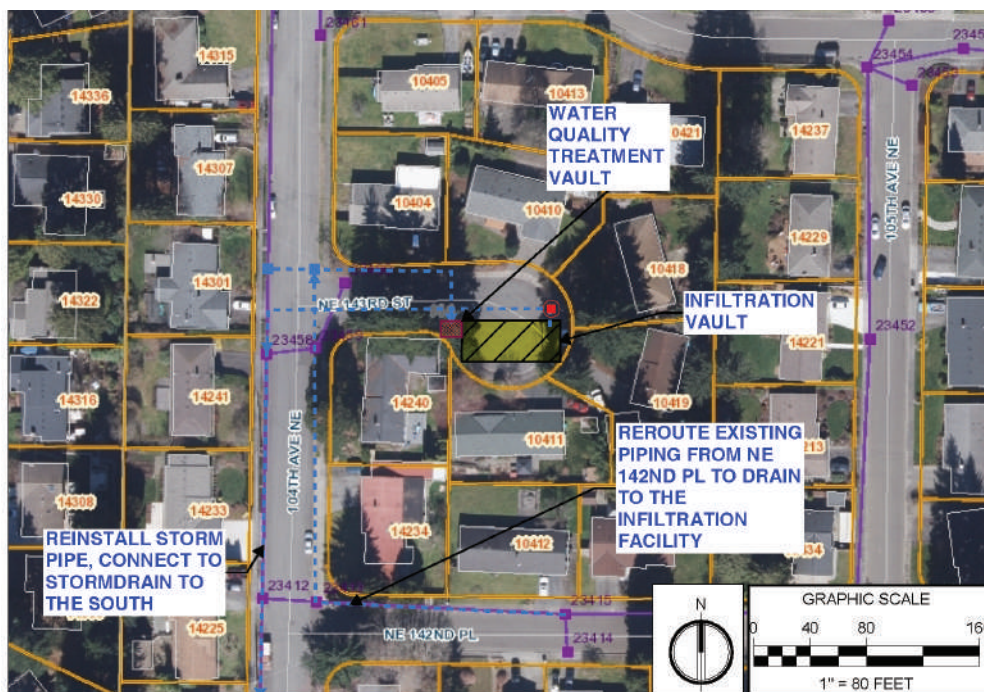 23161
14315
10405
10413
14336
23454
WATER
QUALITY
TREATMENT
VAULT
14307
14237
14330
10404
10410
14229
105TH AVE NE
10418
14301
14322
NE 143RD ST
INFILTRATION
VAULT
23452
14221
14316
14241
14240
10419
10411
REROUTE EXISTING
PIPING FROM NE
142ND PL TO DRAIN
TO THE
INFILTRATION
FACILITY
104TH AVE NE
14308
14233
14234
10412
REINSTALL STORM
PIPE, CONNECT TO
STORMDRAIN TO
THE SOUTH
23412
23415
14225
NE 142ND PL
23414
N
GRAPHIC SCALE
0 40 80 16
1" = 80 FEET